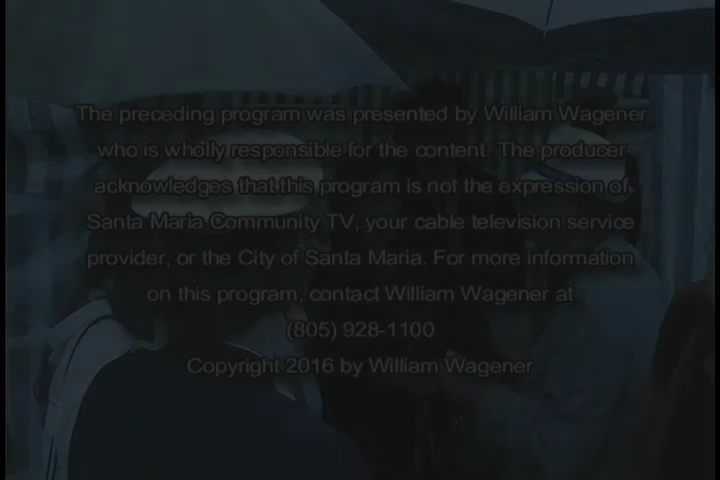 The preceding program was presented by William Wagener
who is wholly responsible for the content. The producer
acknowledges that this program is not the expression of
Santa Maria Community TV, your cable television service
provider, or the City of Santa Maria. For more information
on this program, contact William Wagener at
(805) 928-1100
Copyright 2016 by William Wagener